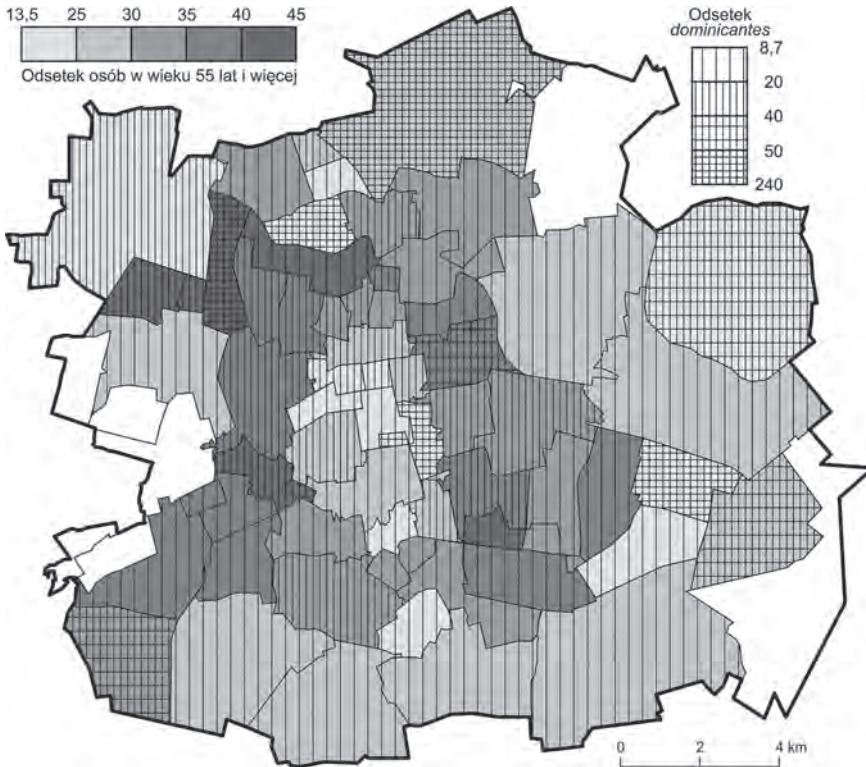 13,5 25 30 35 40 45
Odsetek osób w wieku 55 lat i więcej
Odsetek
dominicantes
8,7
20
40
50
240
0 2 4 km